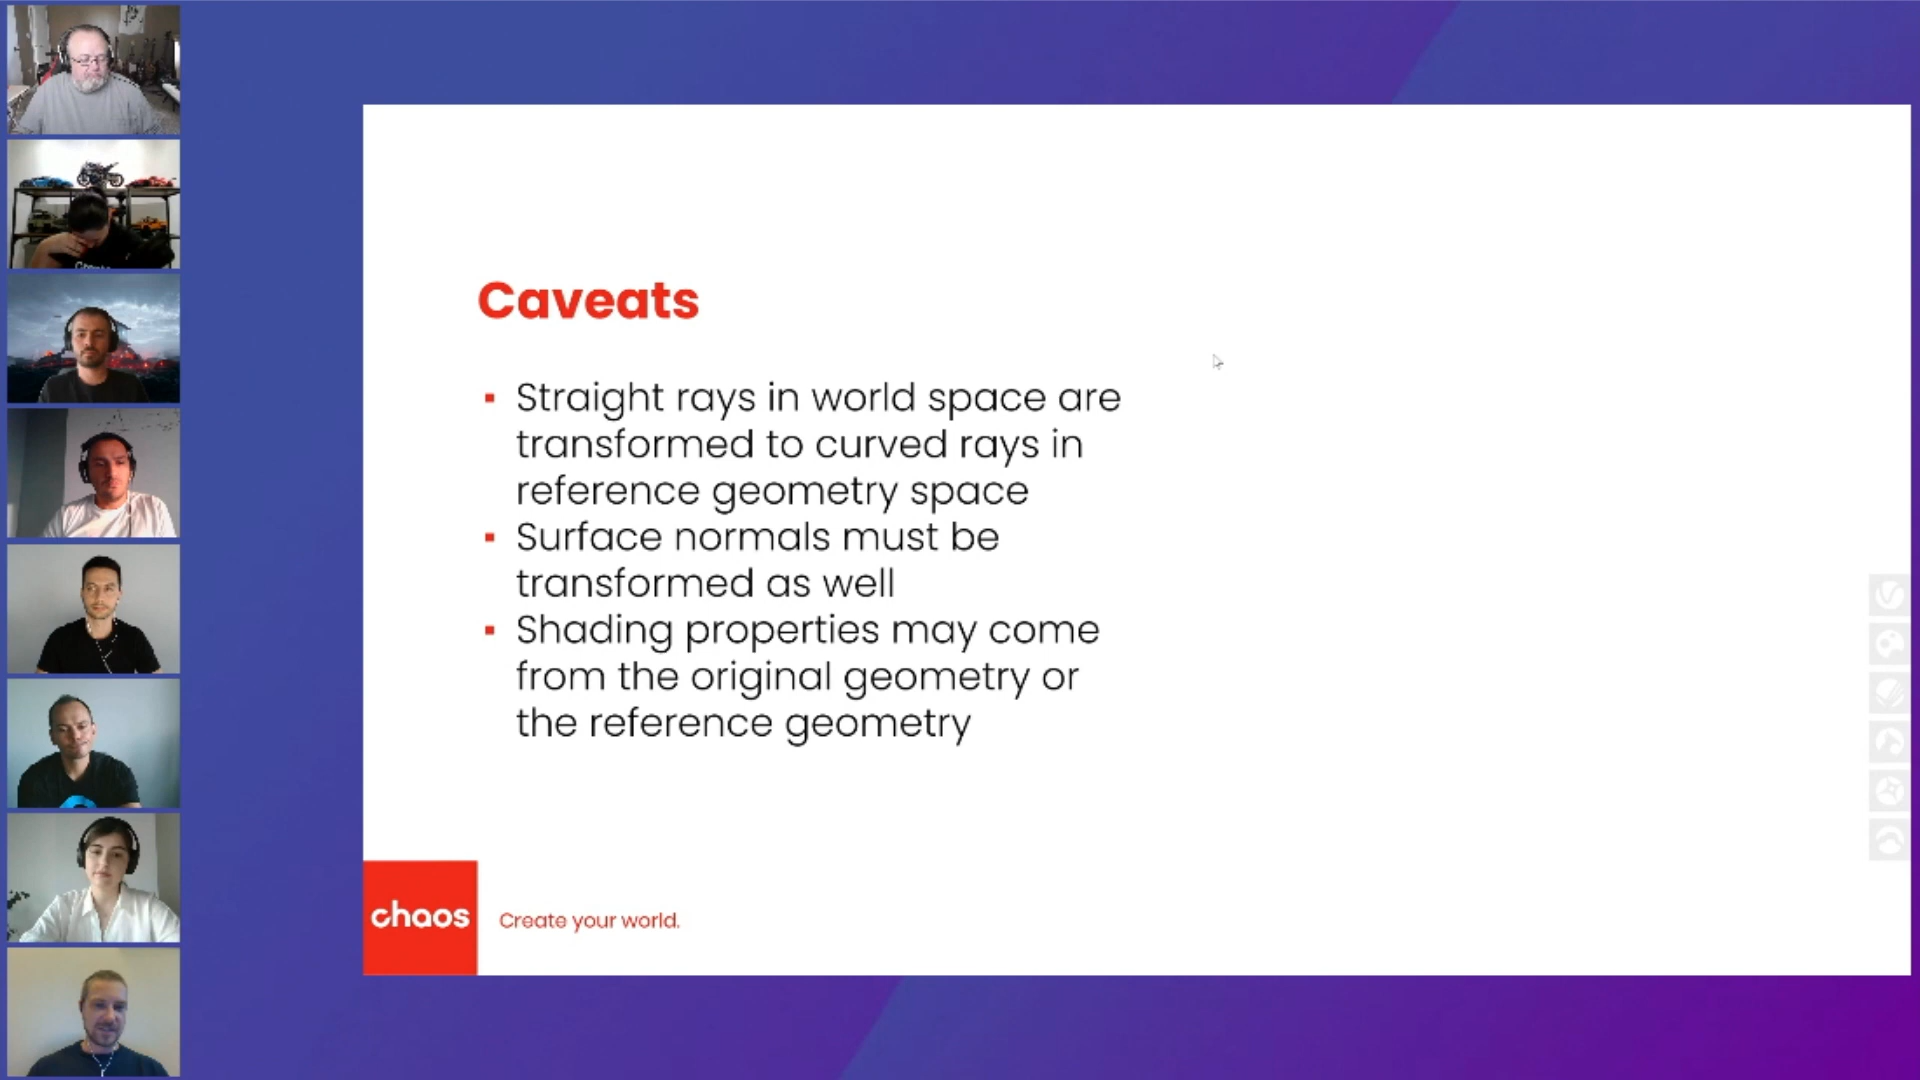 Caveats
▪ Straight rays in world space are
transformed to curved rays in
reference geometry space
▪ Surface normals must be
transformed as well
▪ Shading properties may come
from the original geometry or
the reference geometry
chaos
Create your world.